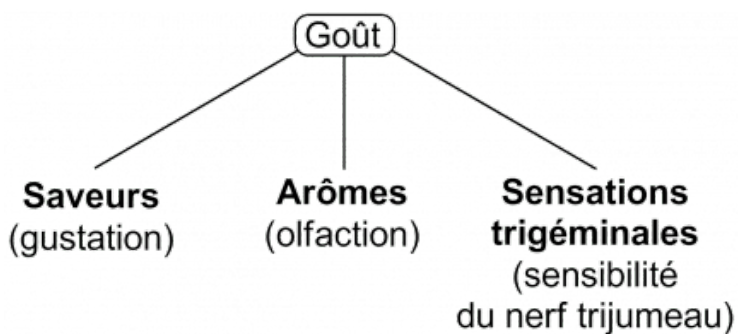 Goût
Saveurs
(gustation)
Arômes
(olfaction)
Sensations
trigéminales
(sensibilité
du nerf trijumeau)